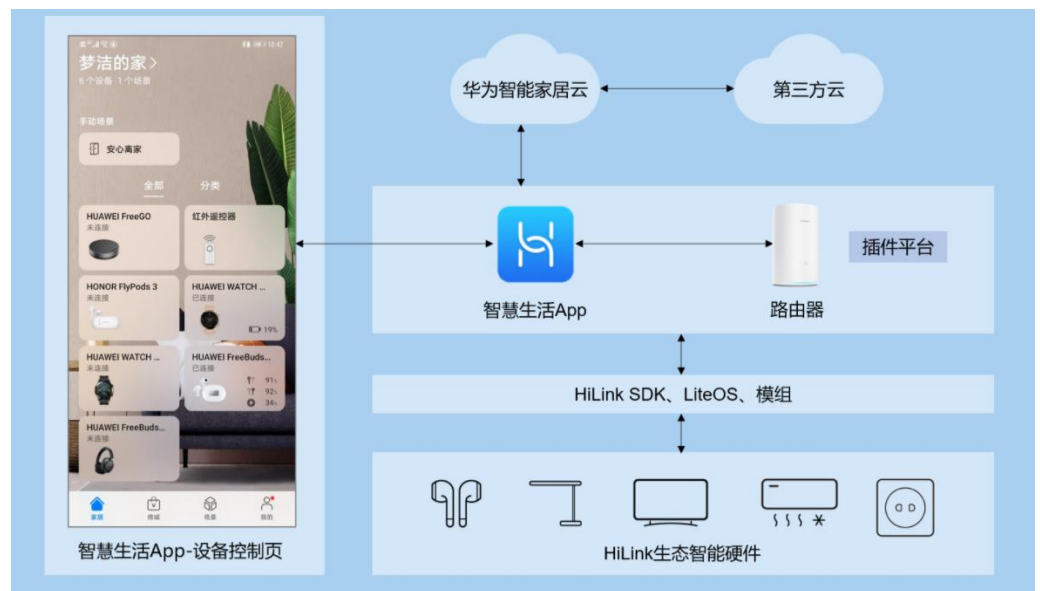 梦洁的家>
6个设备 1个场景
手动场景
安心离家
全部 分类
HUAWEI FreeGO
未连接
红外遥控器
HONOR FlyPods 3
未连接
HUAWEI WATCH ...
已连接
19%
HUAWEI WATCH ...
未连接
HUAWEI FreeBuds...
已连接
91%
92%
34%
HUAWEI FreeBuds...
未连接
家居 商城 场景 我的
智慧生活App-设备控制页
华为智能家居云
第三方云
智慧生活App
路由器
插件平台
HiLink SDK、LiteOS、模组
HiLink生态智能硬件